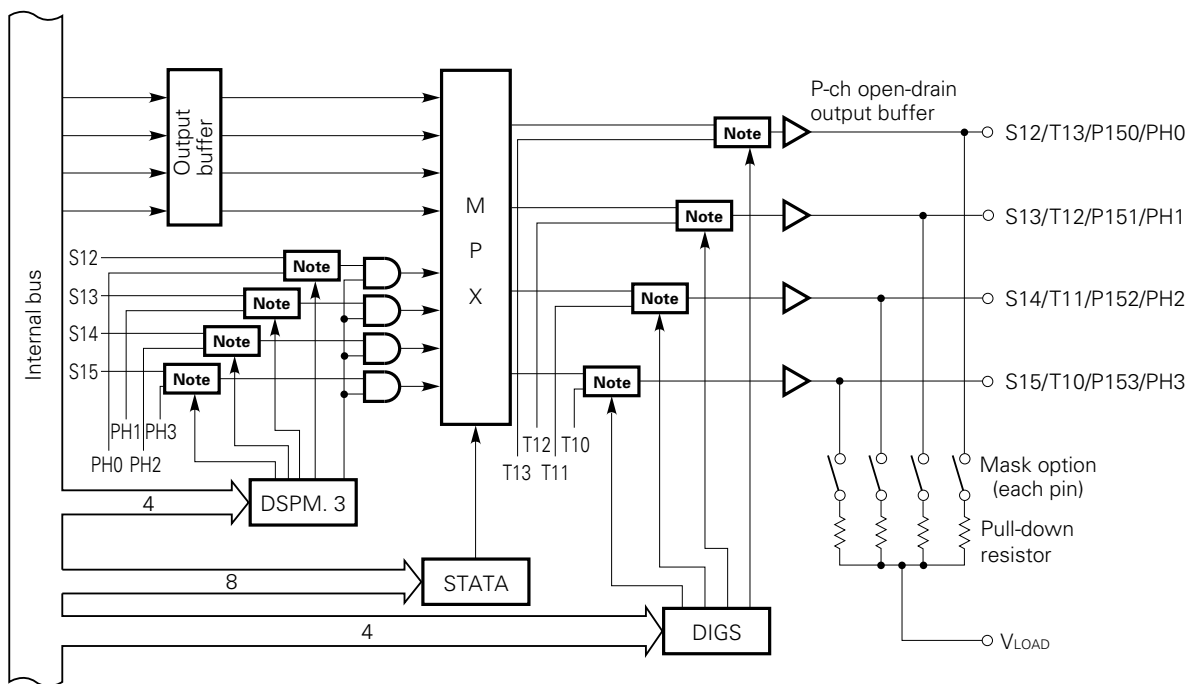 P-ch open-drain
output buffer
Output
buffer
Internal bus
M
P
X
Note
S12/T13/P150/PH0
Note
S13/T12/P151/PH1
Note
S14/T11/P152/PH2
Note
S15/T10/P153/PH3
S12
Note
S13
Note
S14
Note
S15
Note
PH1
PH3
PH0
PH2
T12
T10
T13
T11
Mask option
(each pin)
Pull-down
resistor
4
DSPM. 3
8
STATA
4
DIGS
VLOAD